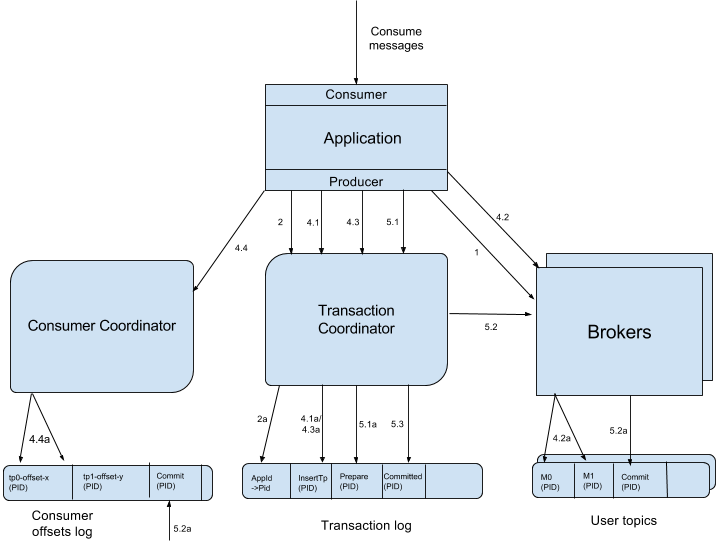 Consume
messages
Consumer
Application
Producer
4.4
2
4.1
4.3
5.1
4.2
1
Consumer Coordinator
Transaction
Coordinator
5.2
Brokers
4.4a
2a
4.1a/
4.3a
5.1a
5.3
4.2a
5.2a
tp0-offset-x
(PID)
tp1-offset-y
(PID)
Commit
(PID)
AppId
->Pid
InsertTp
(PID)
Prepare
(PID)
Committed
(PID)
M0
(PID)
M1
(PID)
Commit
(PID)
Consumer
offsets log
5.2a
Transaction log
User topics